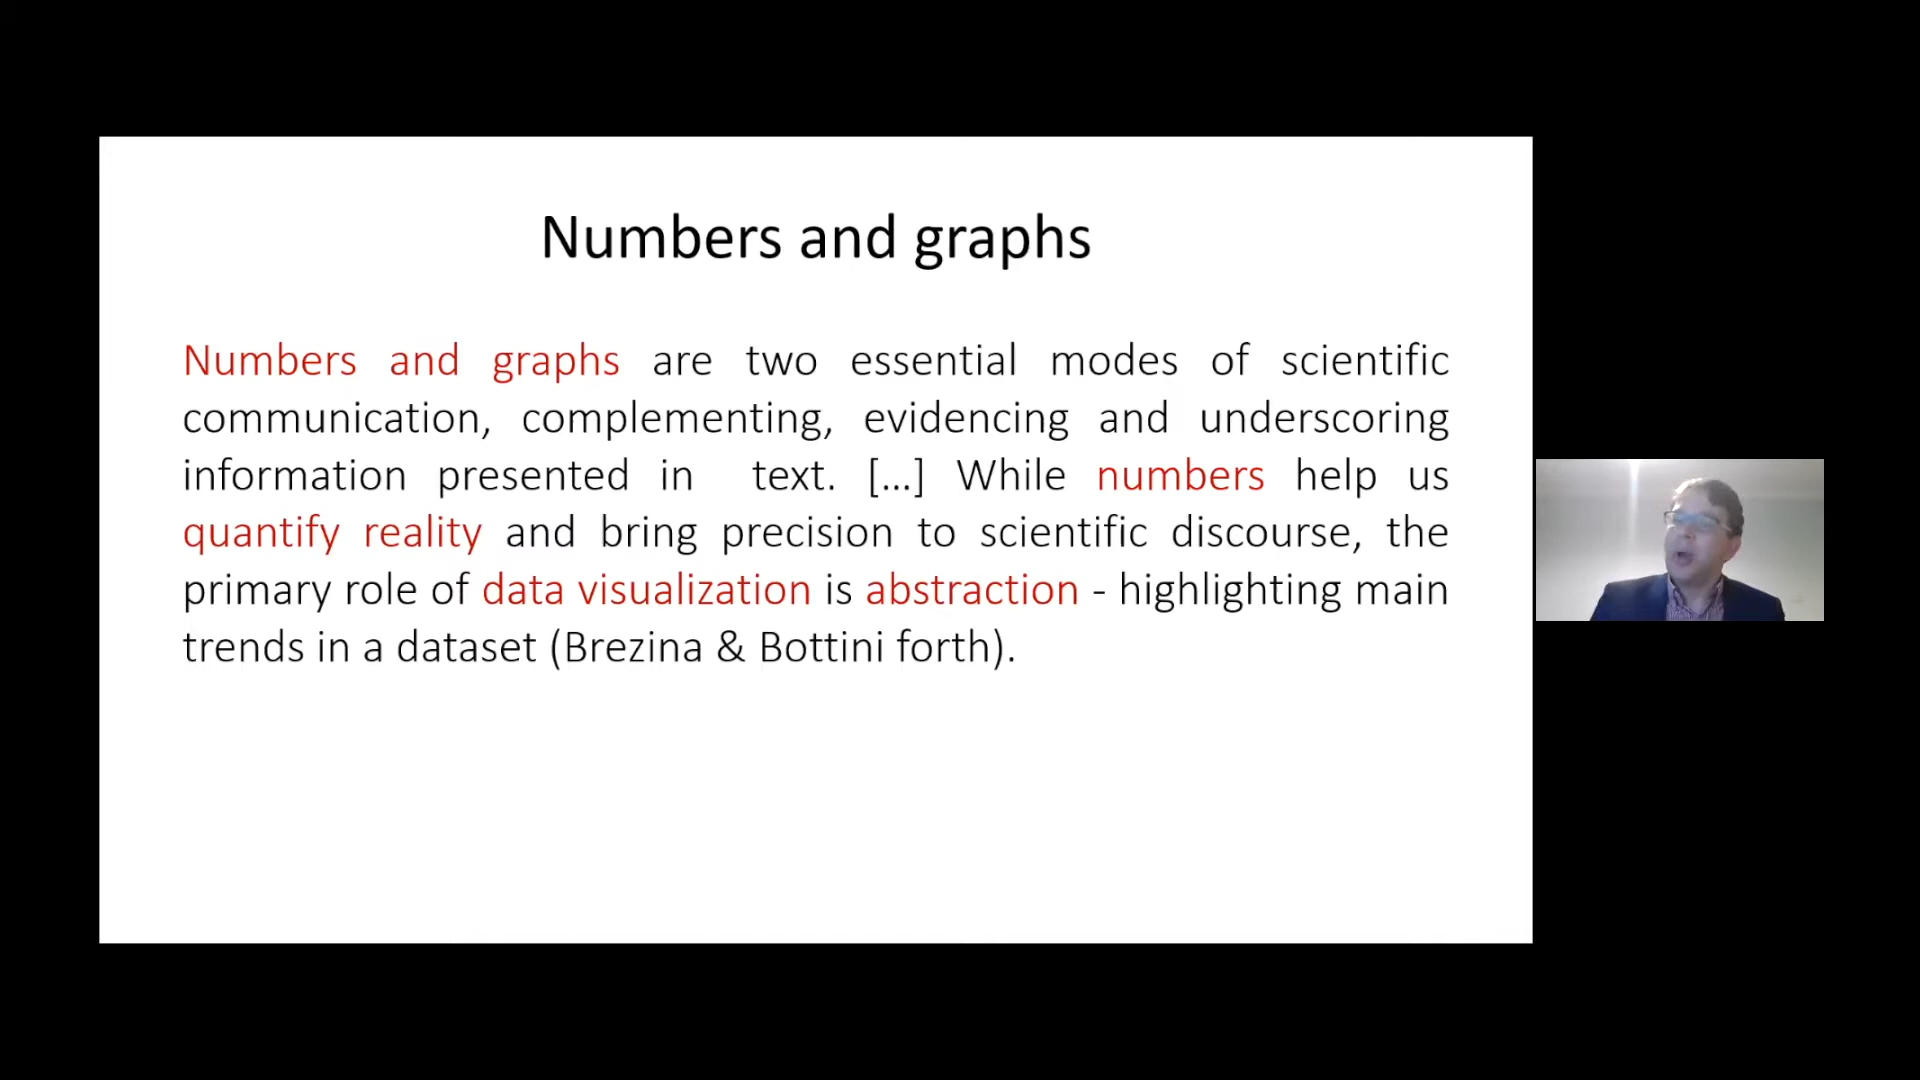 Numbers and graphs
Numbers and graphs are two essential modes of scientific
communication, complementing, evidencing and underscoring
information presented in text. [...] While numbers help us
quantify reality and bring precision to scientific discourse, the
primary role of data visualization is abstraction - highlighting main
trends in a dataset (Brezina & Bottini forth).